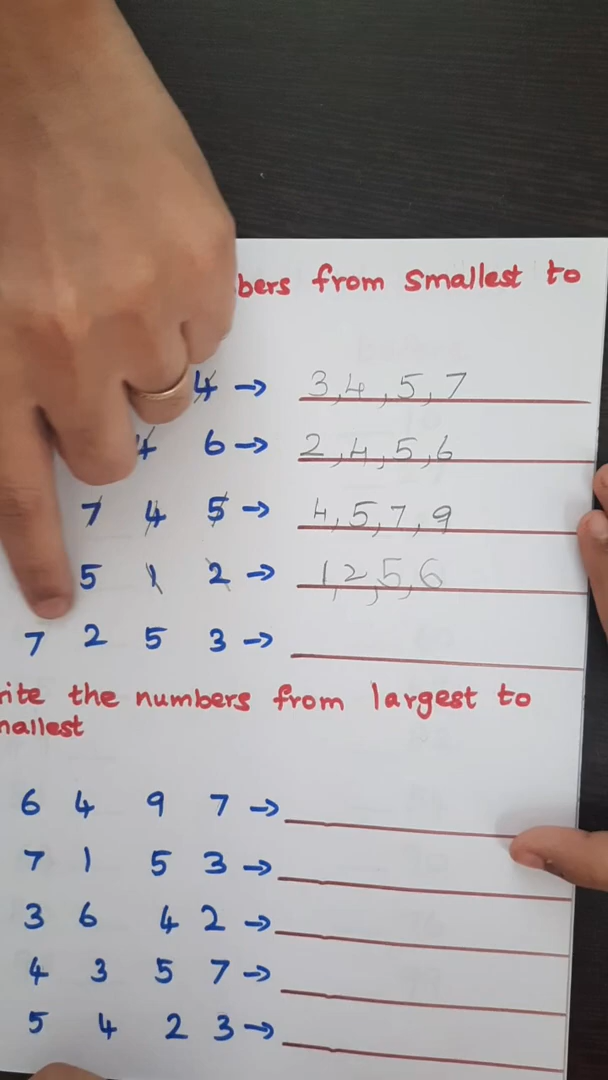 bers from smallest to
4 → 3,4,5,7
4 6 → 2,4,5,6
7 4 5 → 4,5,7,9
5 1 2 → 1,2,5,6
7 2 5 3 →
rite the numbers from largest to
mallest
6 4 9 7 →
7 1 5 3 →
3 6 4 2 →
4 3 5 7 →
5 4 2 3 →